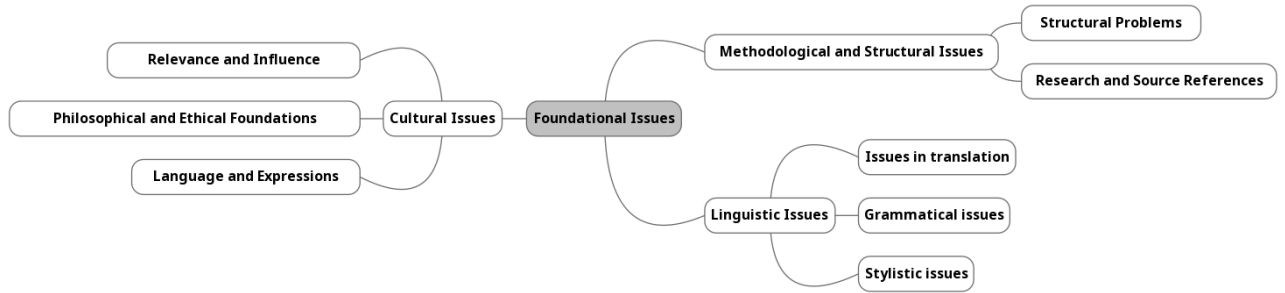 Foundational Issues
Cultural Issues
Relevance and Influence
Philosophical and Ethical Foundations
Language and Expressions
Methodological and Structural Issues
Structural Problems
Research and Source References
Linguistic Issues
Issues in translation
Grammatical issues
Stylistic issues